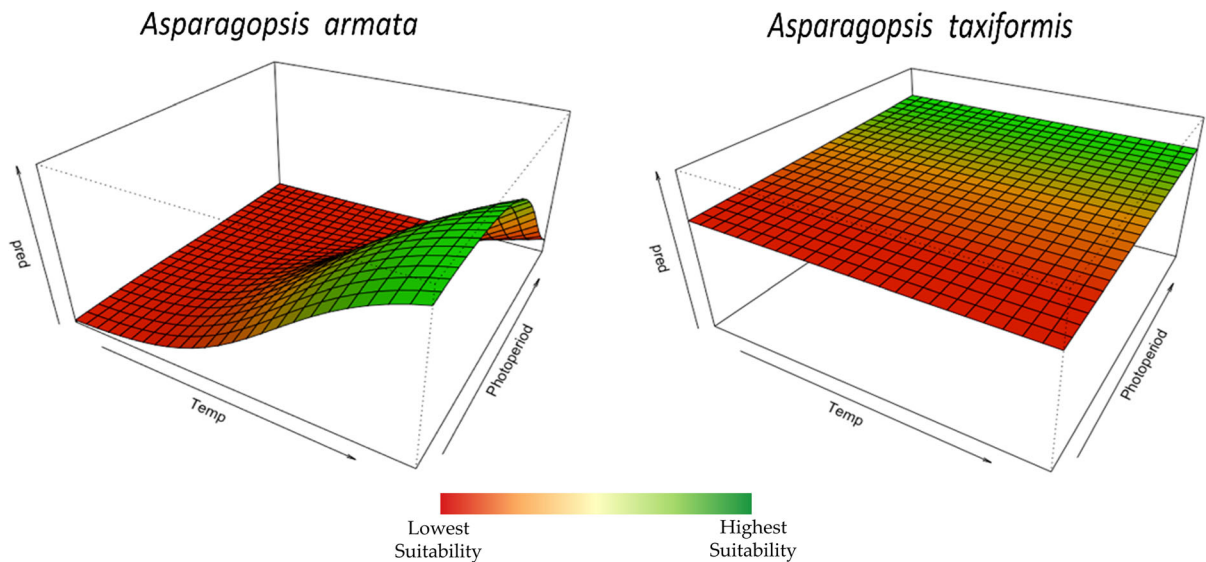 Asparagopsis armata
Asparagopsis taxiformis
pred
Temp
Photoperiod
pred
Temp
Photoperiod
Lowest
Suitability
Highest
Suitability